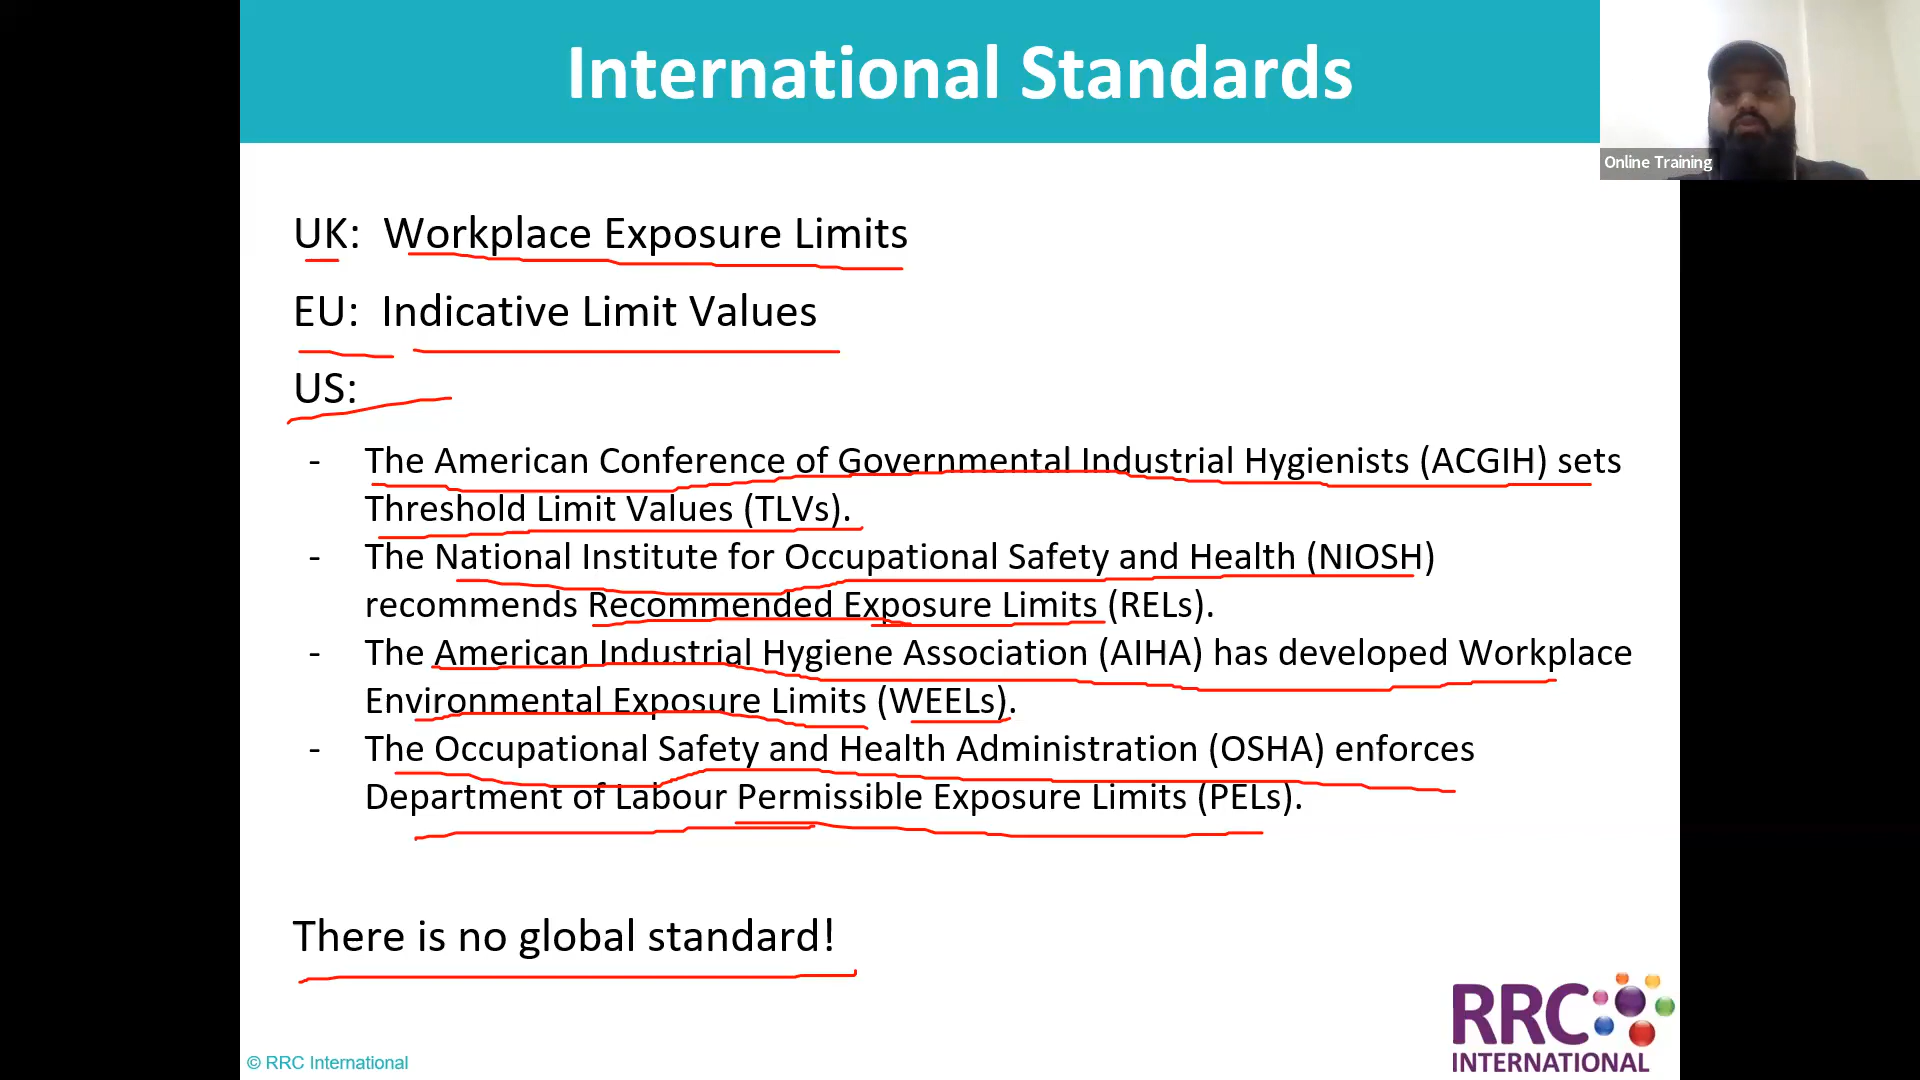 International Standards
Online Training
UK: Workplace Exposure Limits
EU: Indicative Limit Values
US:
- The American Conference of Governmental Industrial Hygienists (ACGIH) sets
Threshold Limit Values (TLVs).
- The National Institute for Occupational Safety and Health (NIOSH)
recommends Recommended Exposure Limits (RELs).
- The American Industrial Hygiene Association (AIHA) has developed Workplace
Environmental Exposure Limits (WEELs).
- The Occupational Safety and Health Administration (OSHA) enforces
Department of Labour Permissible Exposure Limits (PELs).
There is no global standard!
RRC
INTERNATIONAL
© RRC International